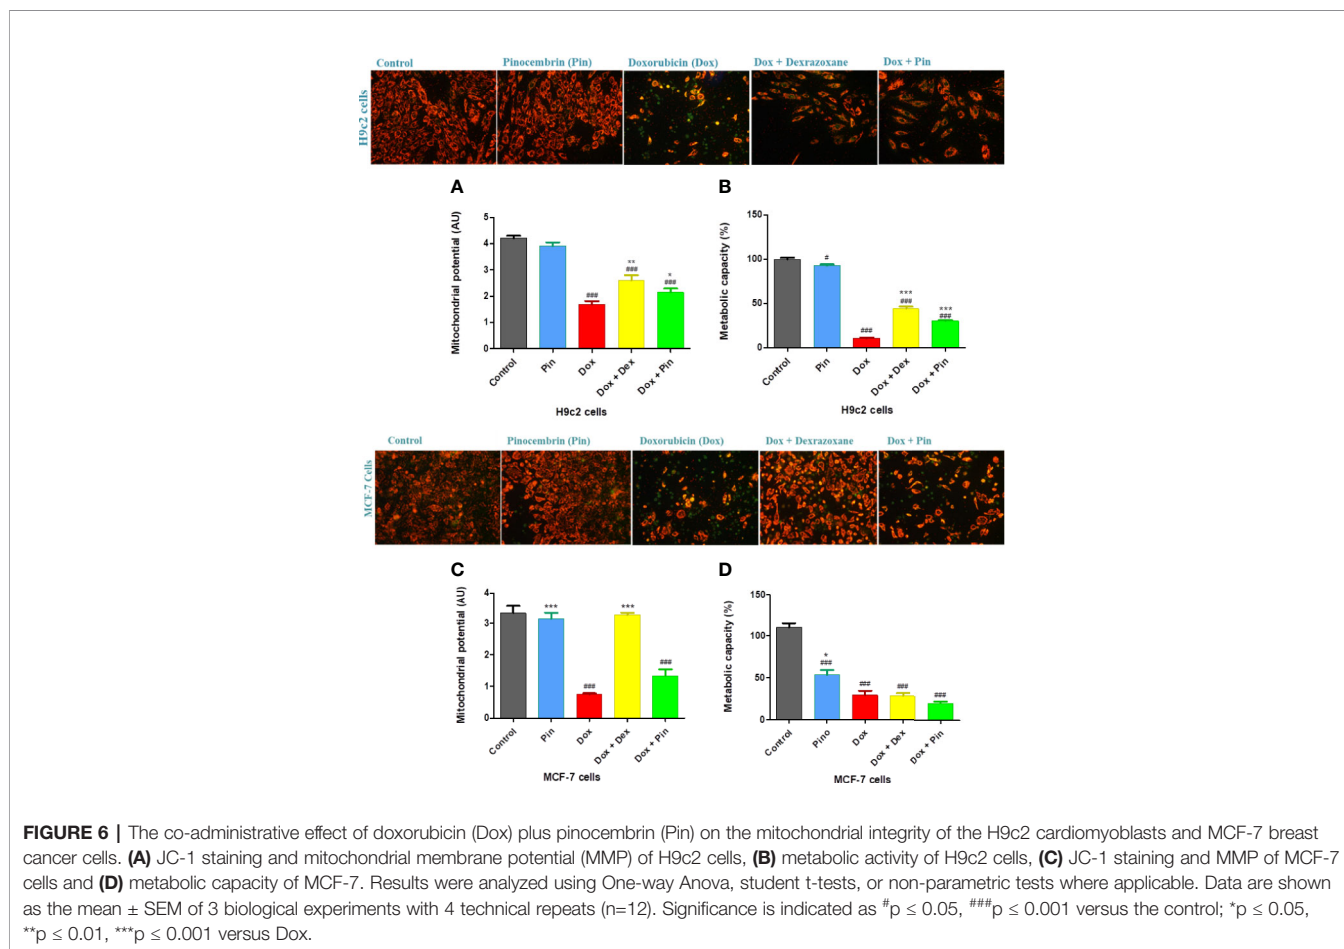 Control Pinocembrin (Pin) Doxorubicin (Dox) Dox + Dexrazoxane Dox + Pin
H9c2 cells
A
B
Mitochondrial potential (AU)
5
4
3
2
1
0
###
**
###
*
###
Control Pin Dox Dox + Dex Dox + Pin
H9c2 cells
Metabolic capacity (%)
150
100
50
0
#
###
***
###
***
###
Control Pin Dox Dox + Dex Dox + Pin
H9c2 cells
Control Pinocembrin (Pin) Doxorubicin (Dox) Dox + Dexrazoxane Dox + Pin
MCF-7 Cells
C
D
Mitochondrial potential (AU)
4
3
2
1
0
***
###
***
###
Control Pin Dox Dox + Dex Dox + Pin
MCF-7 cells
Metabolic capacity (%)
150
100
50
0
*
###
###
###
###
Control Pino Dox Dox + Dex Dox + Pin
MCF-7 cells
FIGURE 6 | The co-administrative effect of doxorubicin (Dox) plus pinocembrin (Pin) on the mitochondrial integrity of the H9c2 cardiomyoblasts and MCF-7 breast
cancer cells. (A) JC-1 staining and mitochondrial membrane potential (MMP) of H9c2 cells, (B) metabolic activity of H9c2 cells, (C) JC-1 staining and MMP of MCF-7
cells and (D) metabolic capacity of MCF-7. Results were analyzed using One-way Anova, student t-tests, or non-parametric tests where applicable. Data are shown
as the mean ± SEM of 3 biological experiments with 4 technical repeats (n=12). Significance is indicated as #p ≤ 0.05, ###p ≤ 0.001 versus the control; *p ≤ 0.05,
**p ≤ 0.01, ***p ≤ 0.001 versus Dox.